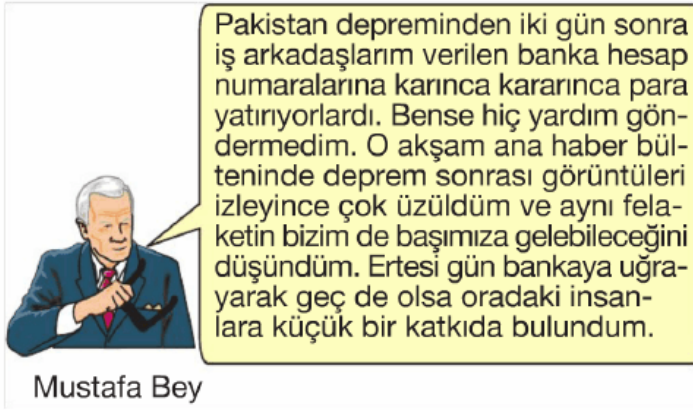 Pakistan depreminden iki gün sonra
iş arkadaşlarım verilen banka hesap
numaralarına karınca kararınca para
yatırıyorlardı. Bense hiç yardım gön-
dermedim. O akşam ana haber bül-
teninde deprem sonrası görüntüleri
izleyince çok üzüldüm ve aynı fela-
ketin bizim de başımıza gelebileceğini
düşündüm. Ertesi gün bankaya uğra-
yarak geç de olsa oradaki insan-
lara küçük bir katkıda bulundum.
Mustafa Bey